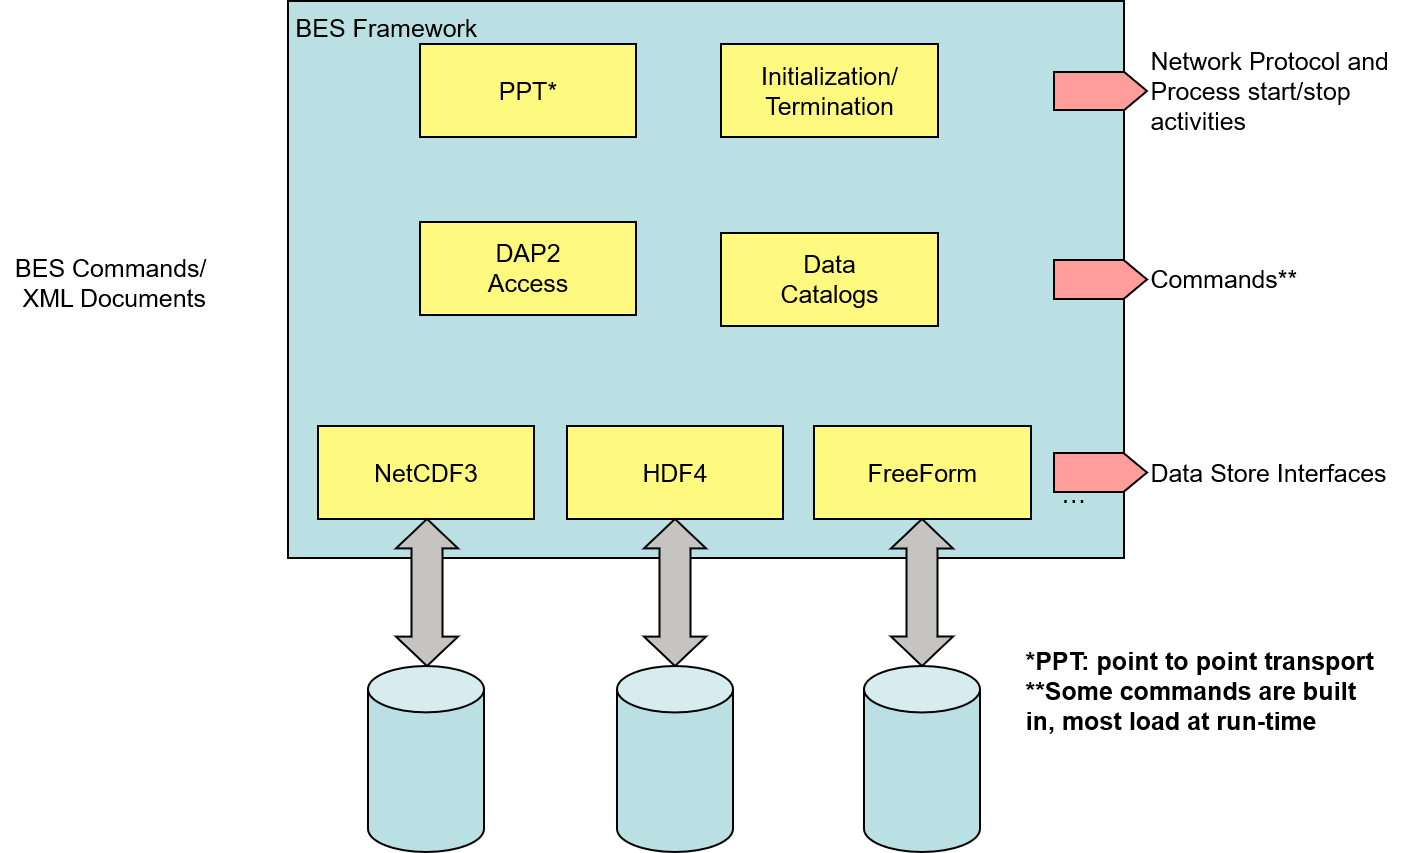 BES Framework
PPT*
Initialization/
Termination
Network Protocol and
Process start/stop
activities
BES Commands/
XML Documents
DAP2
Access
Data
Catalogs
Commands**
NetCDF3
HDF4
FreeForm
...
Data Store Interfaces
*PPT: point to point transport
**Some commands are built
in, most load at run-time